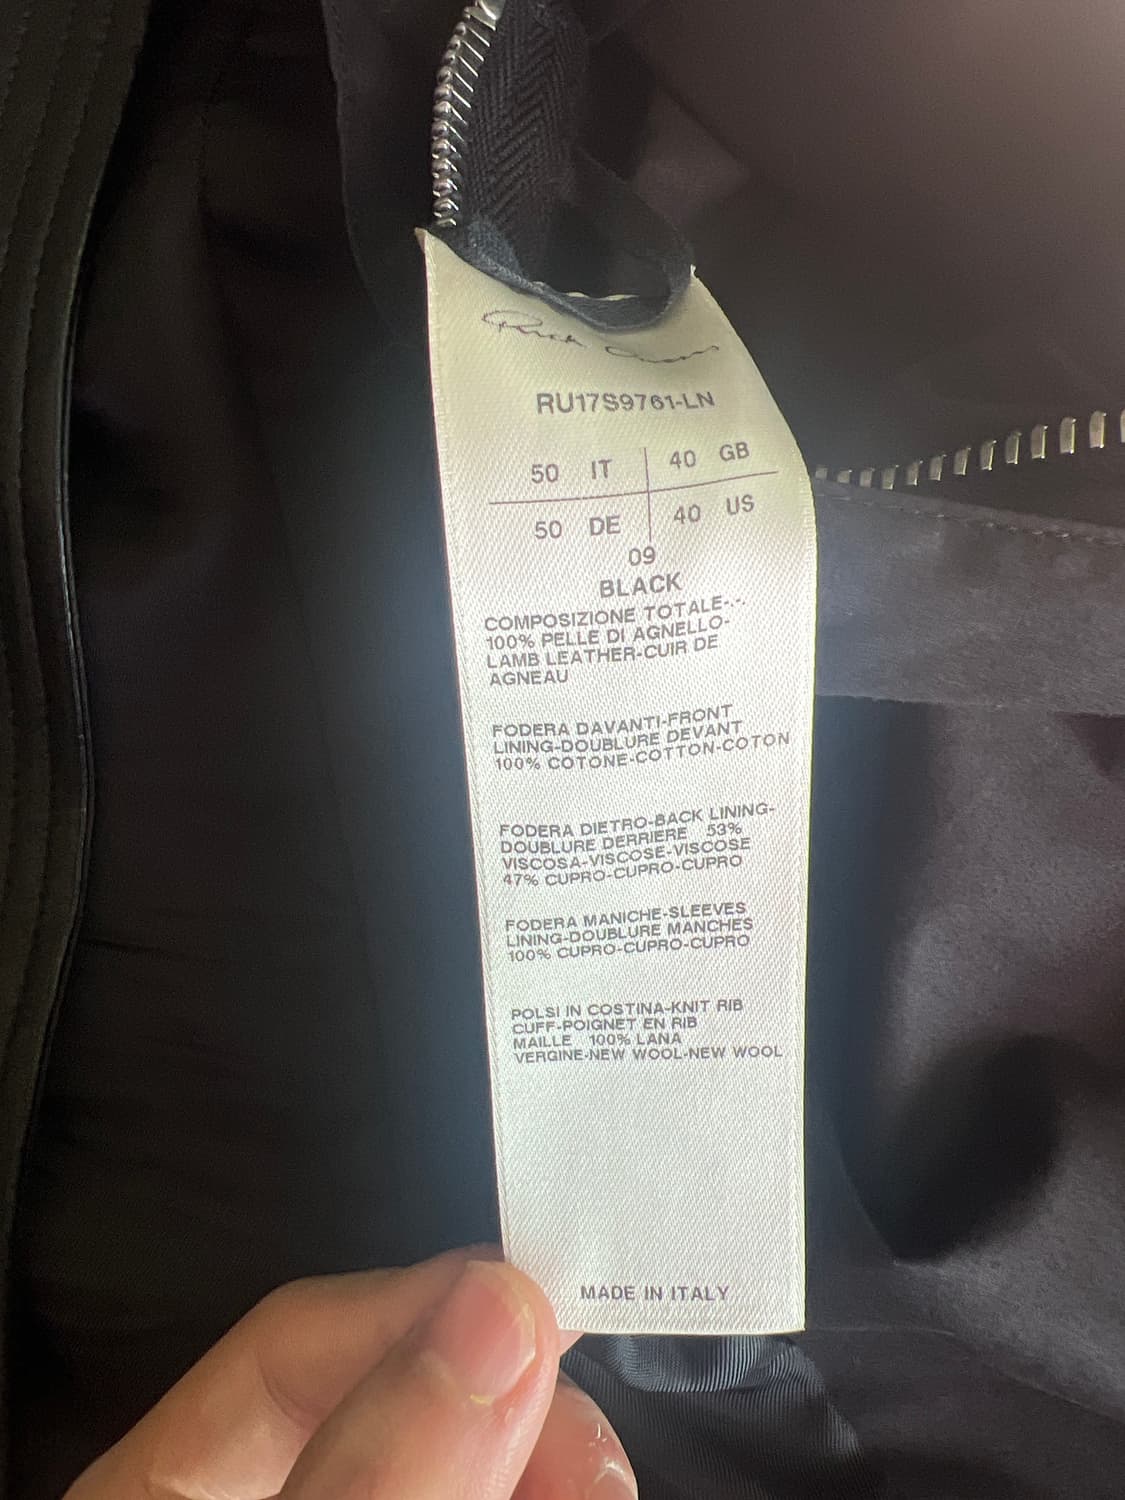 Rick Owens
RU17S9761-LN
50 IT 40 GB
50 DE 40 US
09
BLACK
COMPOSIZIONE TOTALE-.-.
100% PELLE DI AGNELLO-
LAMB LEATHER-CUIR DE
AGNEAU
FODERA DAVANTI-FRONT
LINING-DOUBLURE DEVANT
100% COTONE-COTTON-COTON
FODERA DIETRO-BACK LINING-
DOUBLURE DERRIERE 53%
VISCOSA-VISCOSE-VISCOSE
47% CUPRO-CUPRO-CUPRO
FODERA MANICHE-SLEEVES
LINING-DOUBLURE MANCHES
100% CUPRO-CUPRO-CUPRO
POLSI IN COSTINA-KNIT RIB
CUFF-POIGNET EN RIB
MAILLE 100% LANA
VERGINE-NEW WOOL-NEW WOOL
MADE IN ITALY